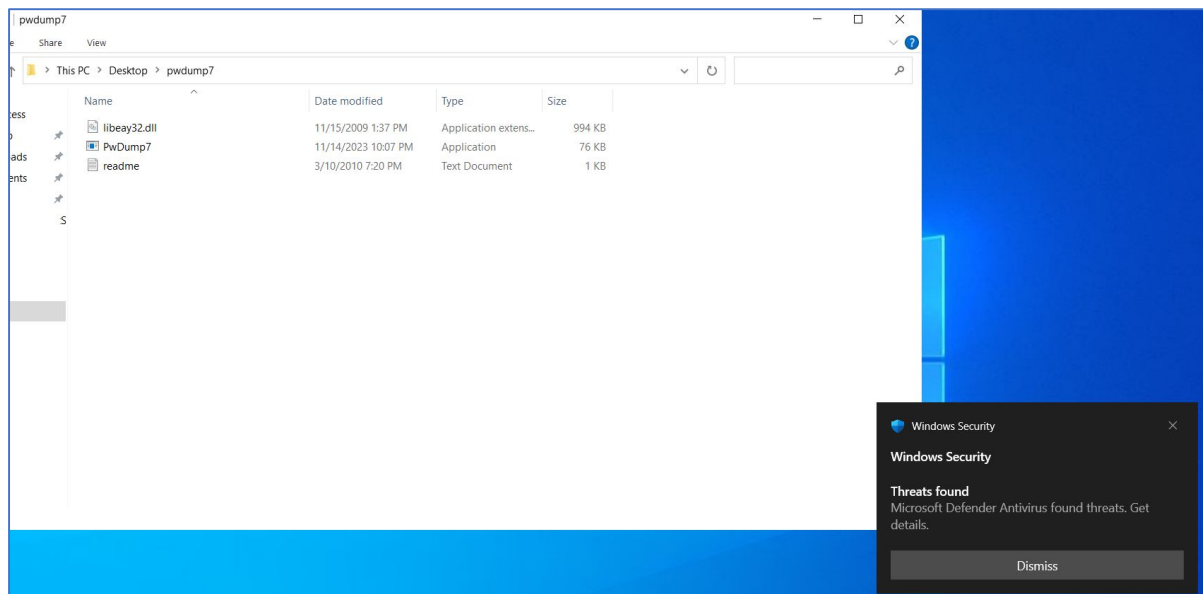 pwdump7
e Share View
This PC > Desktop > pwdump7
Name Date modified Type Size
cess
libeay32.dll 11/15/2009 1:37 PM Application extens... 994 KB
PwDump7 11/14/2023 10:07 PM Application 76 KB
ads
readme 3/10/2010 7:20 PM Text Document 1 KB
ents
S
Windows Security
Windows Security
Threats found
Microsoft Defender Antivirus found threats. Get
details.
Dismiss